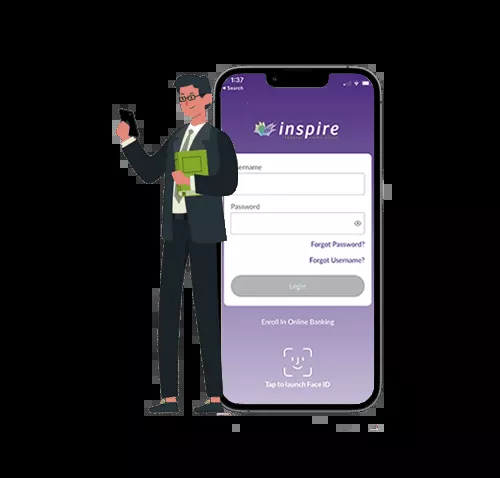 1:37
Search
inspire
Username
Password
Forgot Password?
Forgot Username?
Login
Enroll In Online Banking
Tap to launch Face ID